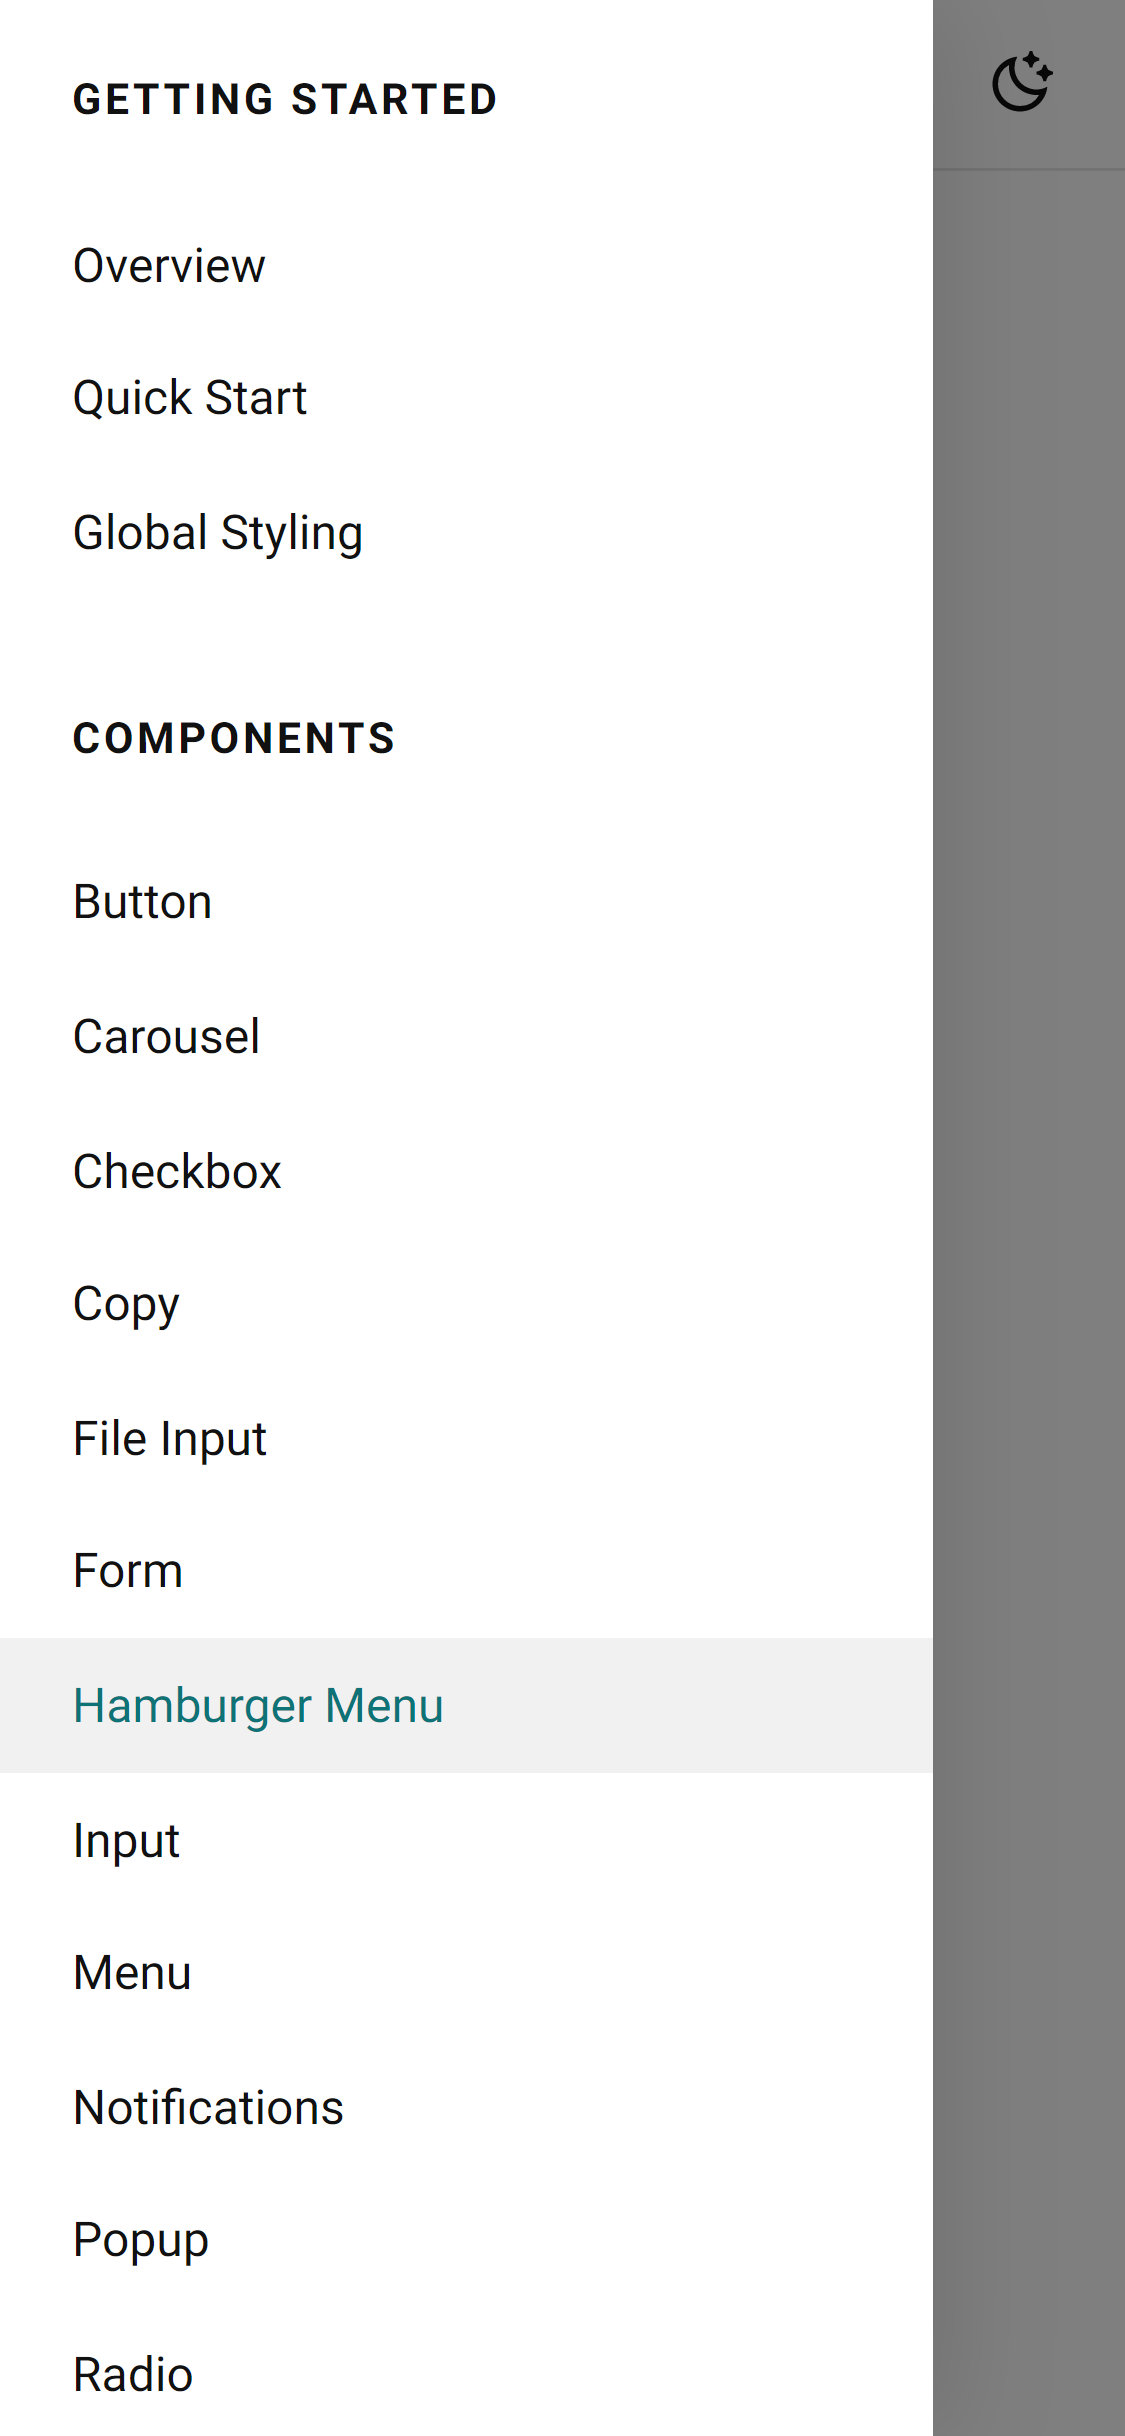 GETTING STARTED
Overview
Quick Start
Global Styling
COMPONENTS
Button
Carousel
Checkbox
Copy
File Input
Form
Hamburger Menu
Input
Menu
Notifications
Popup
Radio